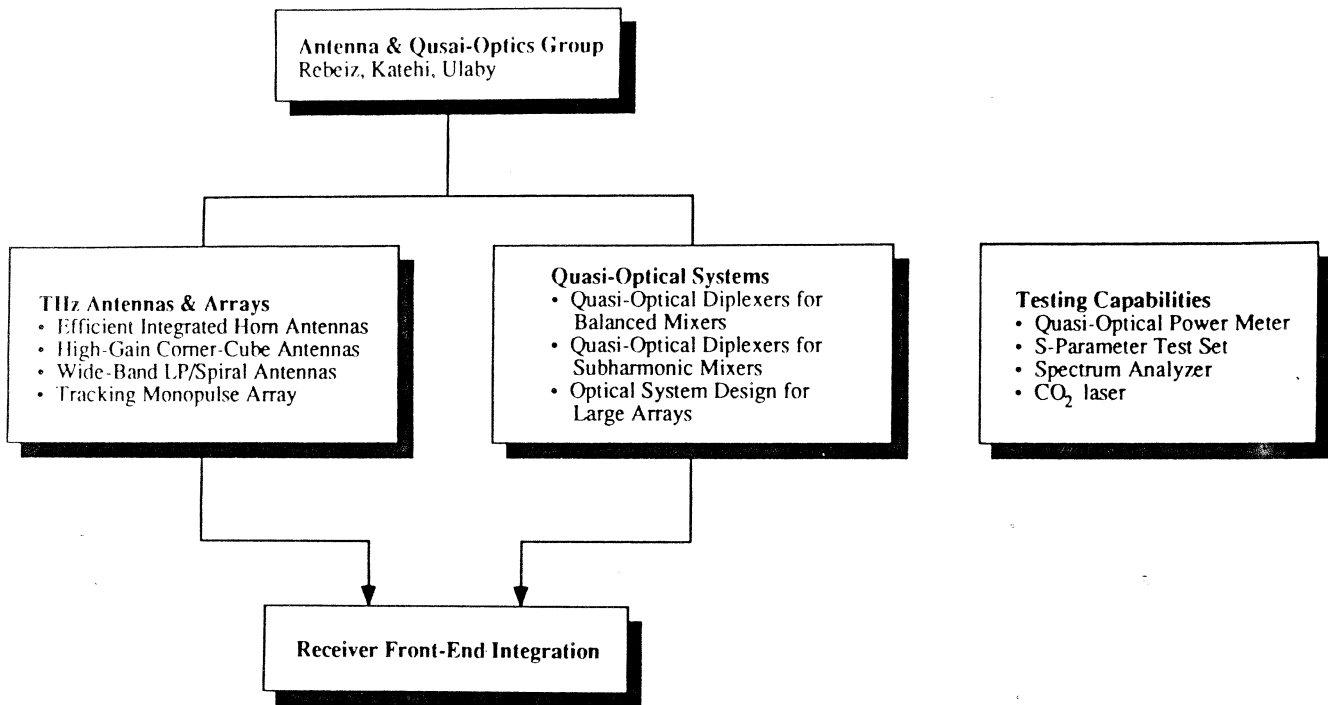 Antenna & Qusai-Optics Group
Rebeiz, Katehi, Ulaby
THz Antennas & Arrays
• Efficient Integrated Horn Antennas
• High-Gain Corner-Cube Antennas
• Wide-Band LP/Spiral Antennas
• Tracking Monopulse Array
Quasi-Optical Systems
• Quasi-Optical Diplexers for
Balanced Mixers
• Quasi-Optical Diplexers for
Subharmonic Mixers
• Optical System Design for
Large Arrays
Testing Capabilities
• Quasi-Optical Power Meter
• S-Parameter Test Set
• Spectrum Analyzer
• CO₂ laser
Receiver Front-End Integration